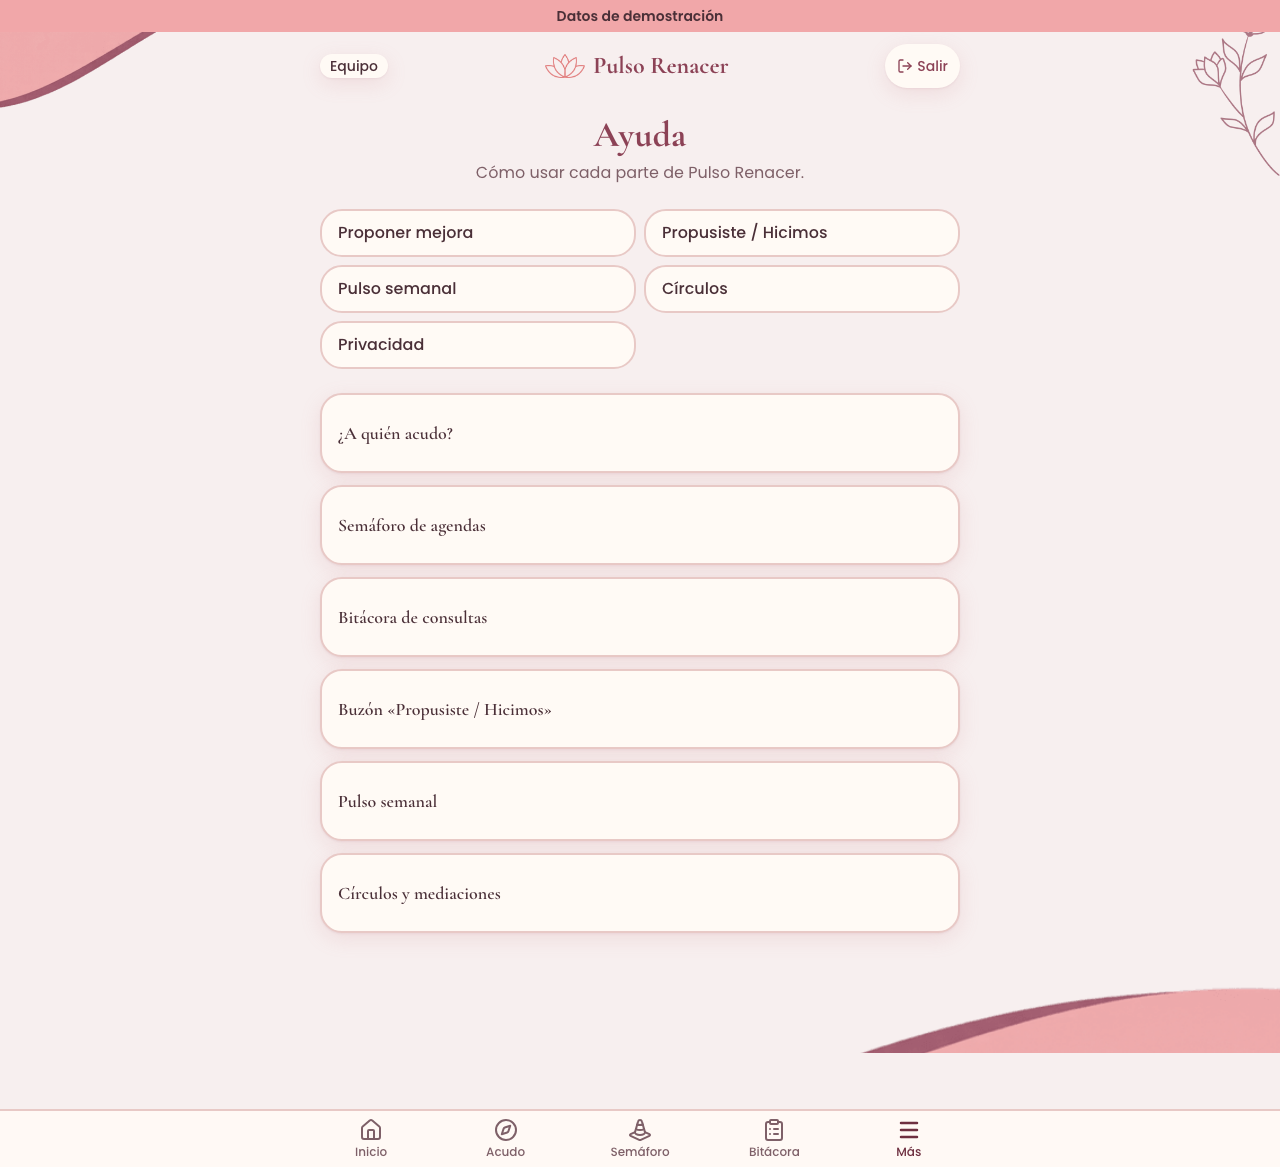 Datos de demostración
Equipo
Pulso Renacer
Salir
Ayuda
Cómo usar cada parte de Pulso Renacer.
Proponer mejora
Propusiste / Hicimos
Pulso semanal
Círculos
Privacidad
¿A quién acudo?
Semáforo de agendas
Bitácora de consultas
Buzón «Propusiste / Hicimos»
Pulso semanal
Círculos y mediaciones
Inicio
Acudo
Semáforo
Bitácora
Más